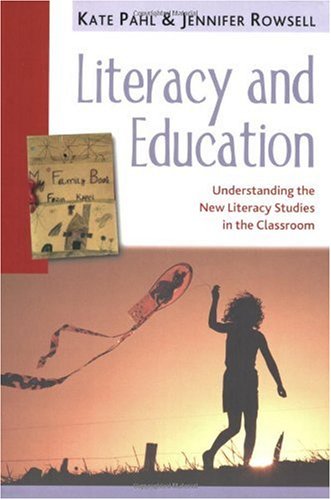 KATE PAHL & JENNIFER ROWSELL
Literacy and
Education
Understanding the
New Literacy Studies
in the Classroom
My Family Book
From